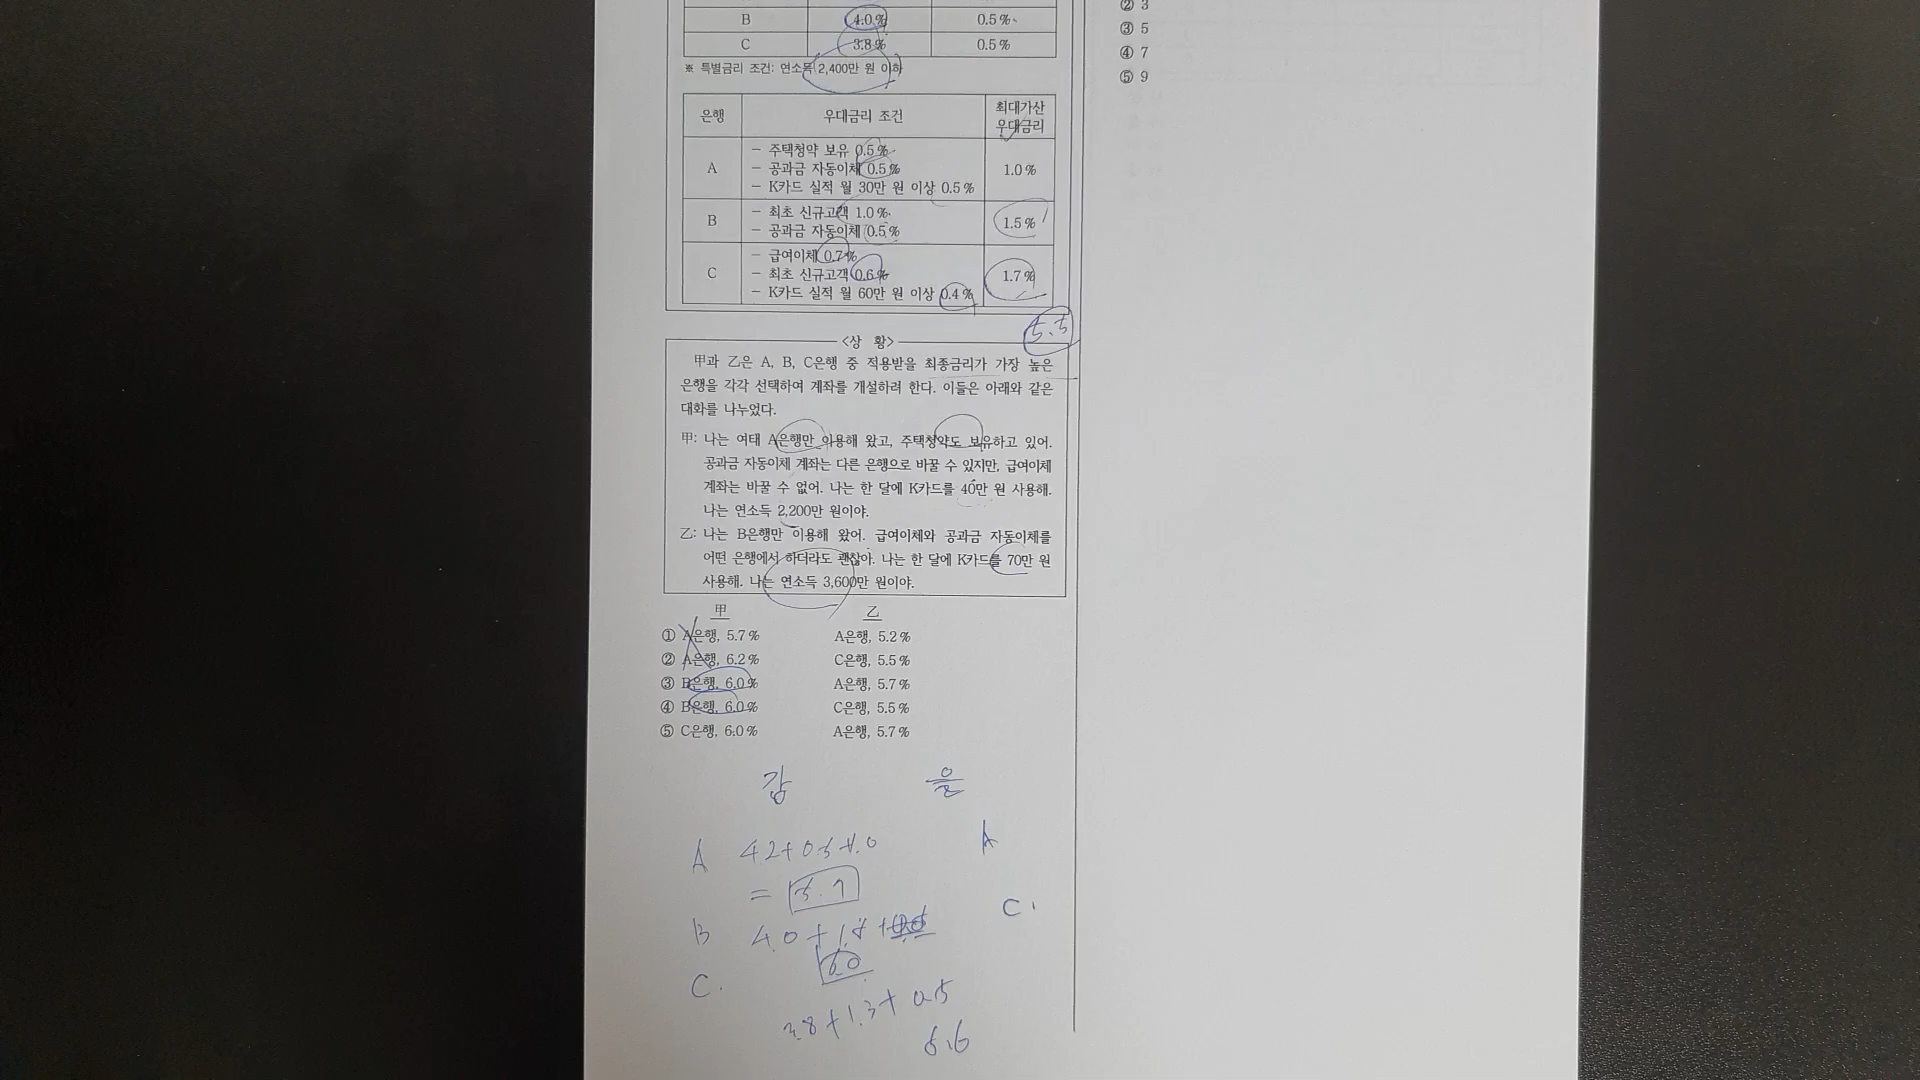 ② 3
③ 5
④ 7
⑤ 9
B 4.0% 0.5%
C 3.8% 0.5%
※ 특별금리 조건: 연소득 2,400만 원 이하
은행 우대금리 조건 최대가산 우대금리
A
- 주택청약 보유 0.5%
- 공과금 자동이체 0.5%
- K카드 실적 월 30만 원 이상 0.5%
1.0%
B
- 최초 신규고객 1.0%
- 공과금 자동이체 0.5%
1.5%
C
- 급여이체 0.7%
- 최초 신규고객 0.6%
- K카드 실적 월 60만 원 이상 0.4%
1.7%
5.5
<상 황>
甲과 乙은 A, B, C은행 중 적용받을 최종금리가 가장 높은
은행을 각각 선택하여 계좌를 개설하려 한다. 이들은 아래와 같은
대화를 나누었다.
甲: 나는 여태 A은행만 이용해 왔고, 주택청약도 보유하고 있어.
공과금 자동이체 계좌는 다른 은행으로 바꿀 수 있지만, 급여이체
계좌는 바꿀 수 없어. 나는 한 달에 K카드를 40만 원 사용해.
나는 연소득 2,200만 원이야.
乙: 나는 B은행만 이용해 왔어. 급여이체와 공과금 자동이체를
어떤 은행에서 하더라도 괜찮아. 나는 한 달에 K카드를 70만 원
사용해. 나는 연소득 3,600만 원이야.
甲 乙
① A은행, 5.7% A은행, 5.2%
② A은행, 6.2% C은행, 5.5%
③ B은행, 6.0% A은행, 5.7%
④ B은행, 6.0% C은행, 5.5%
⑤ C은행, 6.0% A은행, 5.7%
갑 을
A 4.2+0.5+1.0 A
= 5.7
C
B 4.0+
6.0
C.
3.8+1.3+0.5